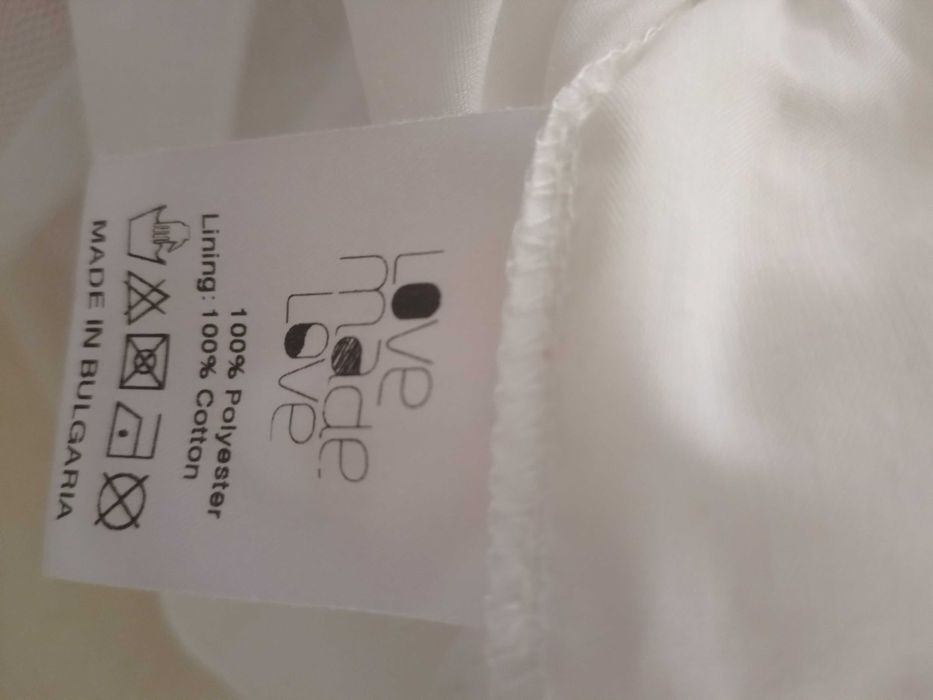 Love
made
Love
100% Polyester
Lining: 100% Cotton
MADE IN BULGARIA